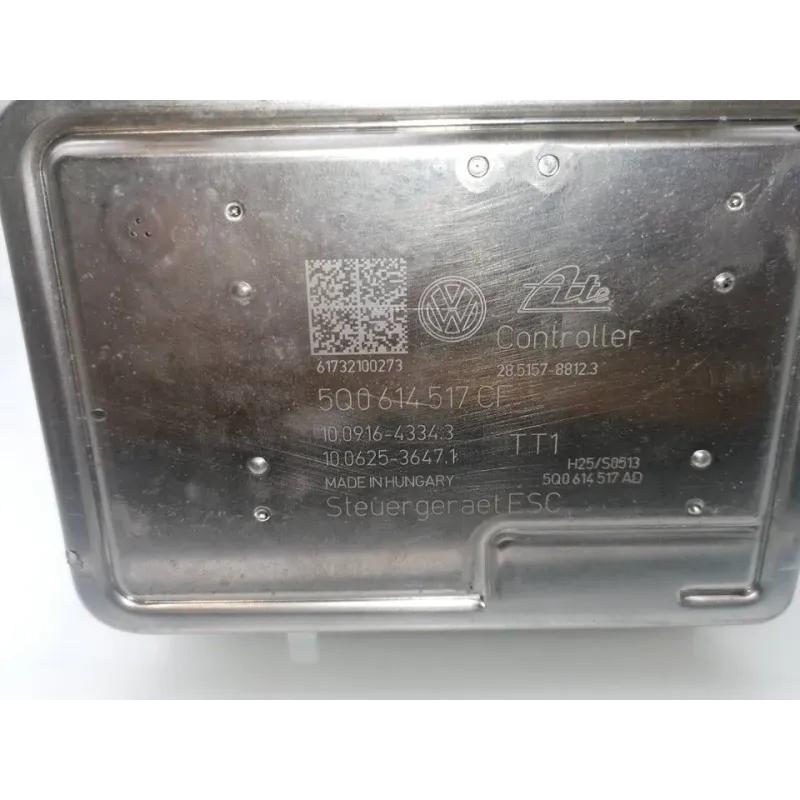 VW
Ate
Controller
61732100273
28.5157-8812.3
5Q0 614 517 CF
10.0916-4334.3
10.0625-3647.1
TT1
H25/S0513
MADE IN HUNGARY
5Q0 614 517 AD
Steuergeraet ESC